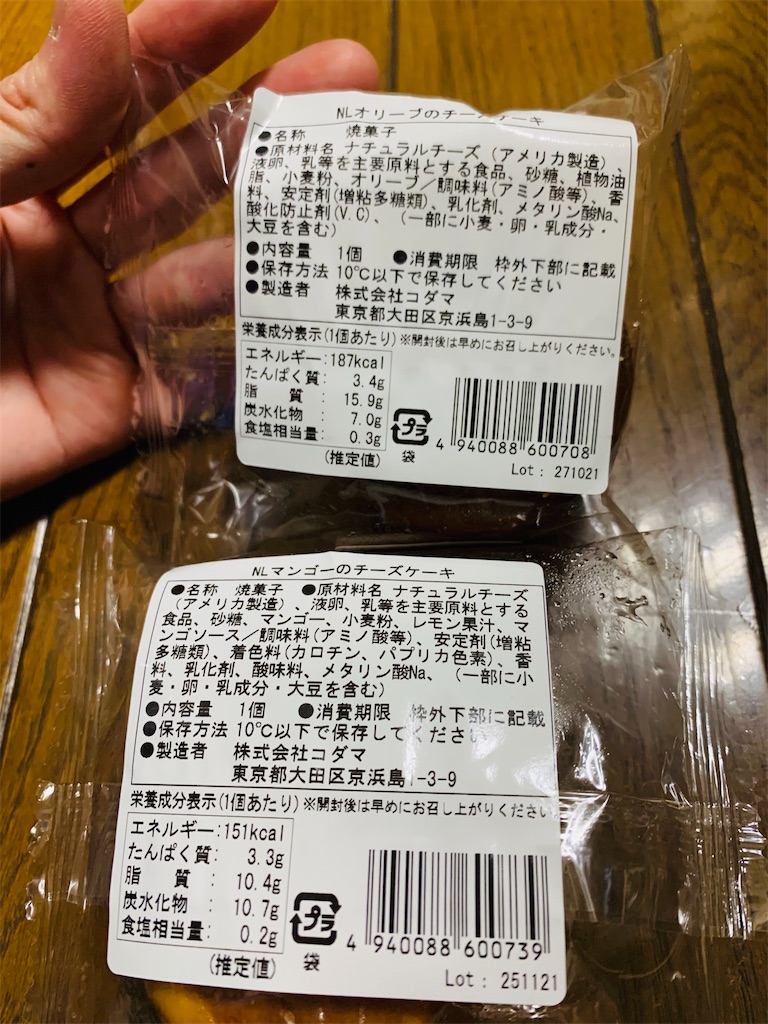 NLオリーブのチーズケーキ
●名称 焼菓子
●原材料名 ナチュラルチーズ（アメリカ製造）、
液卵、乳等を主要原料とする食品、砂糖、植物油
脂、小麦粉、オリーブ／調味料(アミノ酸等)、香
料、安定剤(増粘多糖類)、乳化剤、メタリン酸Na、
酸化防止剤(V.C)、（一部に小麦・卵・乳成分・
大豆を含む）
●内容量 1個 ●消費期限 枠外下部に記載
●保存方法 10℃以下で保存してください
●製造者 株式会社コダマ
東京都大田区京浜島1-3-9
栄養成分表示(1個あたり)※開封後は早めにお召し上がりください。
エネルギー:187kcal
たんぱく質: 3.4g
脂質: 15.9g
炭水化物: 7.0g
食塩相当量: 0.3g
(推定値)
プラ
袋
4 940088 600708
Lot: 271021
NLマンゴーのチーズケーキ
●名称 焼菓子 ●原材料名 ナチュラルチーズ
（アメリカ製造）、液卵、乳等を主要原料とする
食品、砂糖、マンゴー、小麦粉、レモン果汁、マ
ンゴソース／調味料(アミノ酸等)、安定剤(増粘
多糖類)、着色料(カロチン、パプリカ色素)、香
料、乳化剤、酸味料、メタリン酸Na、（一部に小
麦・卵・乳成分・大豆を含む）
●内容量 1個 ●消費期限 枠外下部に記載
●保存方法 10℃以下で保存してください
●製造者 株式会社コダマ
東京都大田区京浜島1-3-9
栄養成分表示(1個あたり)※開封後は早めにお召し上がりください
エネルギー:151kcal
たんぱく質: 3.3g
脂質: 10.4g
炭水化物: 10.7g
食塩相当量: 0.2g
(推定値)
プラ
袋
4 940088 600739
Lot: 251121